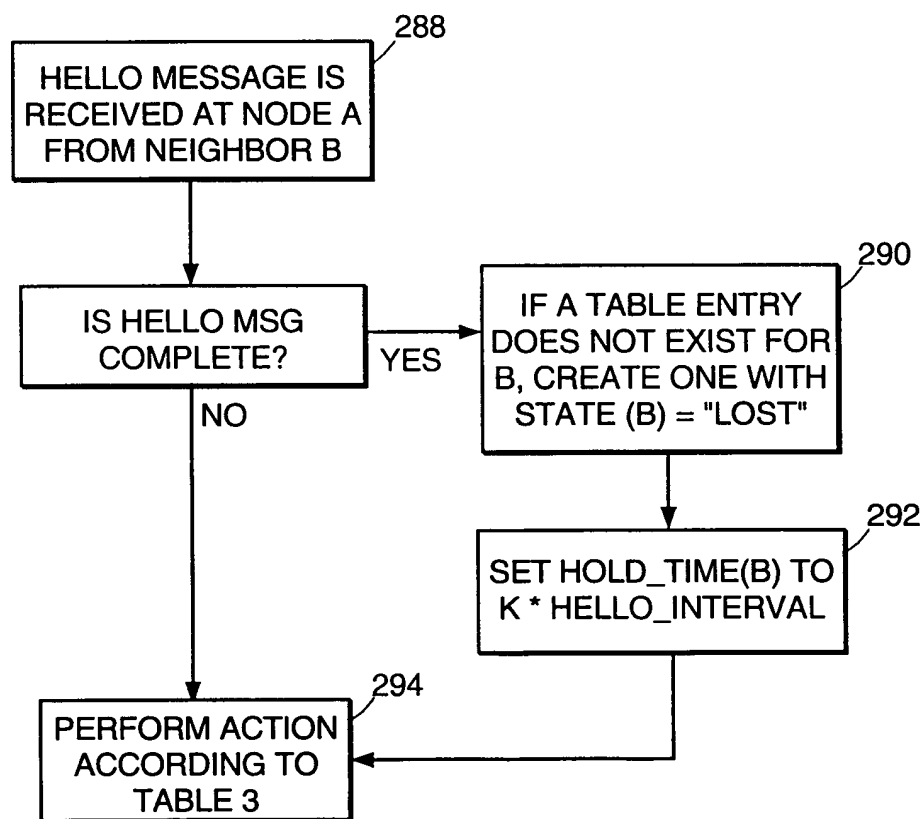 288
HELLO MESSAGE IS
RECEIVED AT NODE A
FROM NEIGHBOR B
IS HELLO MSG
COMPLETE?
YES
NO
290
IF A TABLE ENTRY
DOES NOT EXIST FOR
B, CREATE ONE WITH
STATE (B) = "LOST"
292
SET HOLD_TIME(B) TO
K * HELLO_INTERVAL
294
PERFORM ACTION
ACCORDING TO
TABLE 3